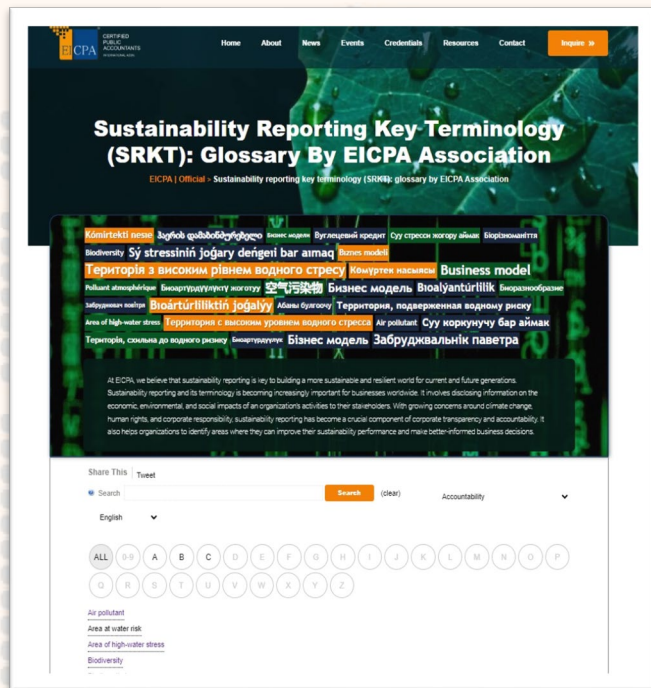 EICPA
CERTIFIED
PUBLIC
ACCOUNTANTS
Home About News Events Credentials Resources Contact Inquire »
Sustainability Reporting Key Terminology
(SRKT): Glossary By EICPA Association
EICPA | Official > Sustainability reporting key terminology (SRKT): glossary by EICPA Association
Kómirtekti nesıe ჰაერის დამაბინძურებელი Бизнес модели Вуглецевий кредит Суу стресси жогору аймак Біорізноманіття
Biodiversity Sý stressiniń joǵary deńgeıi bar aımaq Bıznes modeli
Територія з високим рівнем водного стресу Көмүртек насыясы Business model
Polluant atmosphérique Биоартүрдүүлүктү жоготуу 空气污染物 Бизнес модель Bıoalýantúrlilik Биоразнообразие
Забруднювач повітря Bıoártúrliliktiń joǵalýy Абаны булгоочу Территория, подверженная водному риску
Area of high-water stress Территория с высоким уровнем водного стресса Air pollutant Суу коркунучу бар аймак
Територія, схильна до водного ризику Биоартүрдүүлүк Бізнес модель Забруджвальнік паветра
At EICPA, we believe that sustainability reporting is key to building a more sustainable and resilient world for current and future generations.
Sustainability reporting and its terminology is becoming increasingly important for businesses worldwide. It involves disclosing information on the
economic, environmental, and social impacts of an organization's activities to their stakeholders. With growing concerns around climate change,
human rights, and corporate responsibility, sustainability reporting has become a crucial component of corporate transparency and accountability. It
also helps organizations to identify areas where they can improve their sustainability performance and make better-informed business decisions.
Share This Tweet
Search Search (clear) Accountability
English
ALL 0-9 A B C D E F G H I J K L M N O P
Q R S T U V W X Y Z
Air pollutant
Area at water risk
Area of high-water stress
Biodiversity